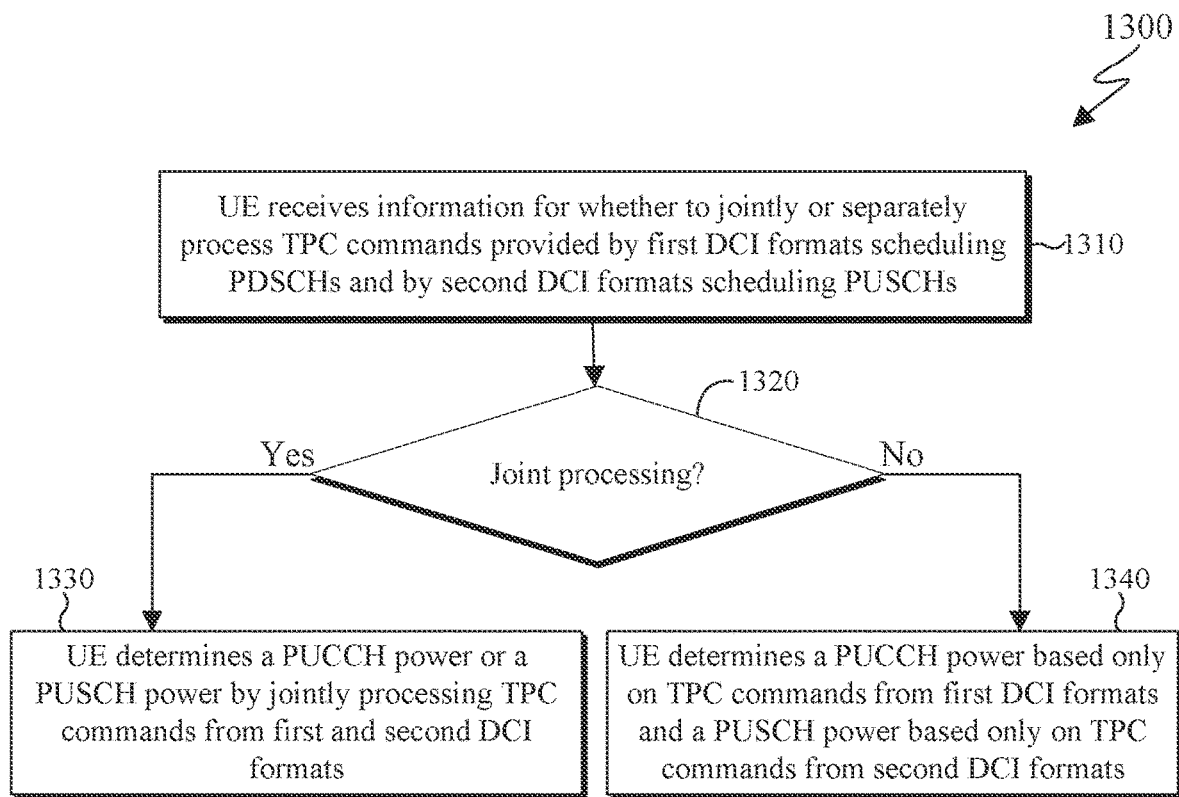 1300
UE receives information for whether to jointly or separately
process TPC commands provided by first DCI formats scheduling
PDSCHs and by second DCI formats scheduling PUSCHs
1310
1320
Yes
Joint processing?
No
1330
UE determines a PUCCH power or a
PUSCH power by jointly processing TPC
commands from first and second DCI
formats
1340
UE determines a PUCCH power based only
on TPC commands from first DCI formats
and a PUSCH power based only on TPC
commands from second DCI formats